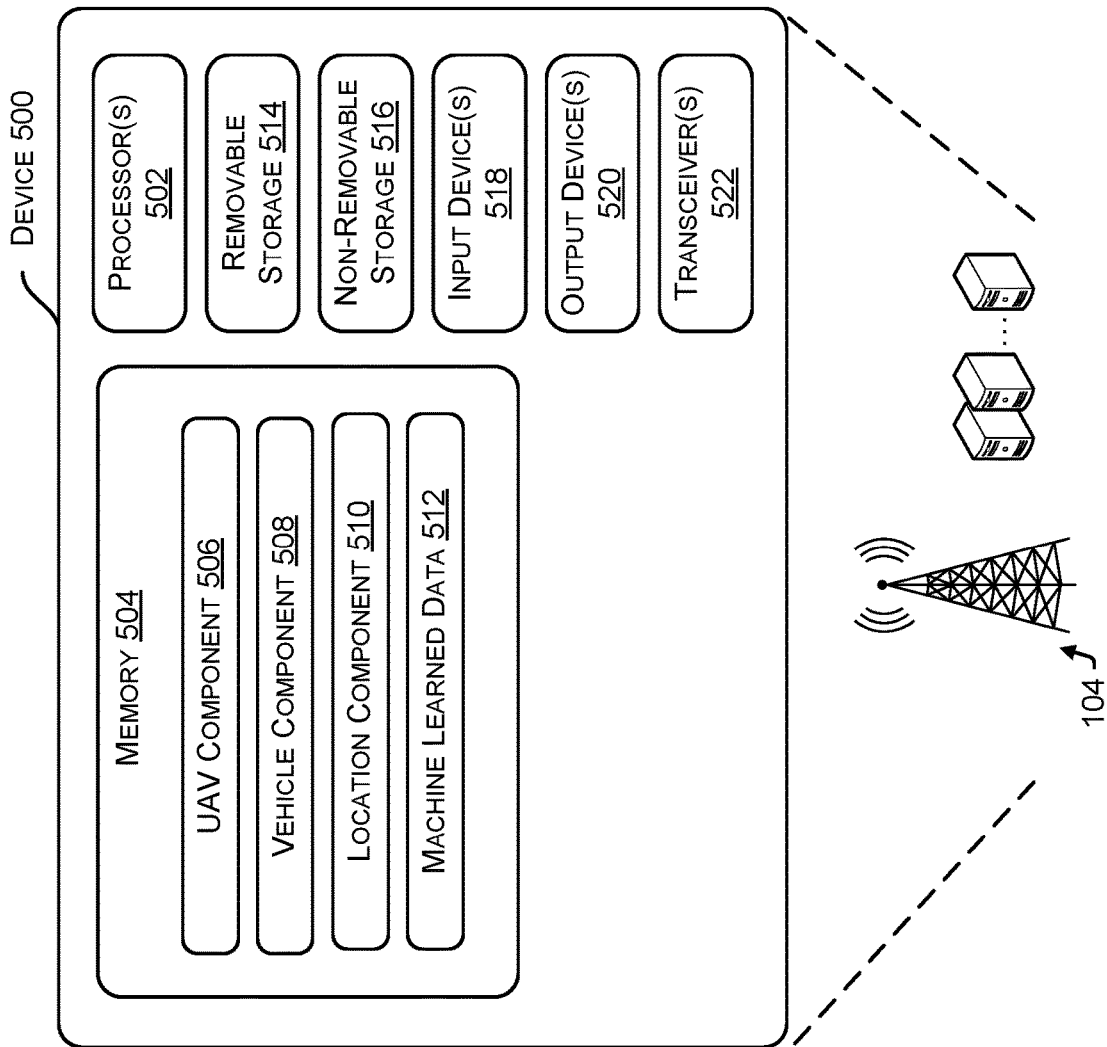 DEVICE 500
MEMORY 504
UAV COMPONENT 506
VEHICLE COMPONENT 508
LOCATION COMPONENT 510
MACHINE LEARNED DATA 512
PROCESSOR(S)
502
REMOVABLE
STORAGE 514
NON-REMOVABLE
STORAGE 516
INPUT DEVICE(S)
518
OUTPUT DEVICE(S)
520
TRANSCEIVER(S)
522
104